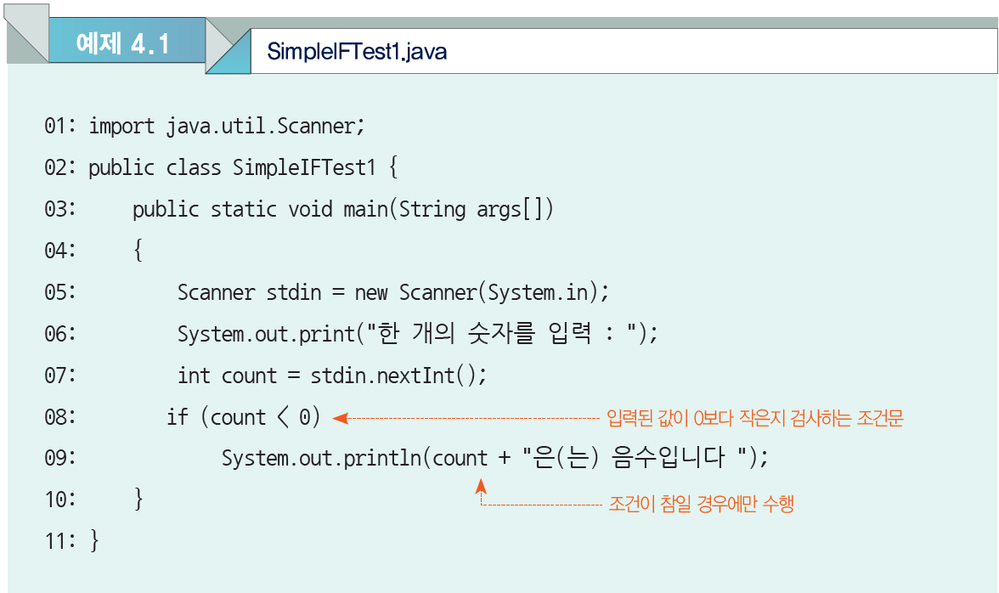 예제 4.1
SimpleIFTest1.java
01: import java.util.Scanner;
02: public class SimpleIFTest1 {
03:     public static void main(String args[])
04:     {
05:         Scanner stdin = new Scanner(System.in);
06:         System.out.print("한 개의 숫자를 입력 : ");
07:         int count = stdin.nextInt();
08:        if (count < 0) 입력된 값이 0보다 작은지 검사하는 조건문
09:             System.out.println(count + "은(는) 음수입니다 ");
10:     } 조건이 참일 경우에만 수행
11: }